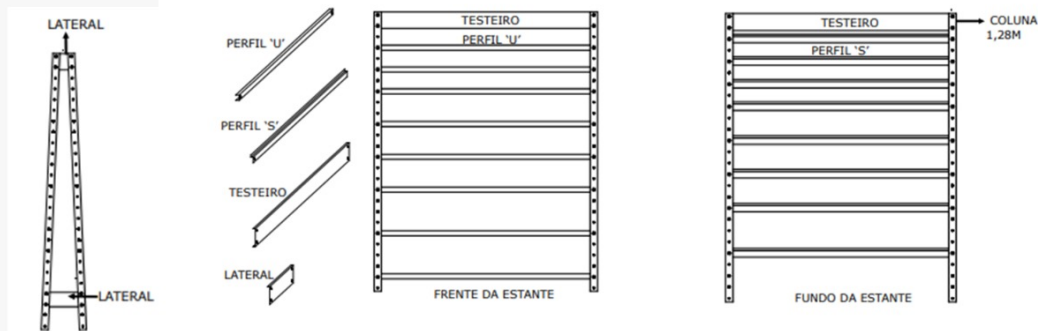 LATERAL
LATERAL
PERFIL 'U'
PERFIL 'S'
TESTEIRO
LATERAL
TESTEIRO
PERFIL 'U'
FRENTE DA ESTANTE
TESTEIRO
PERFIL 'S'
COLUNA
1,28M
FUNDO DA ESTANTE